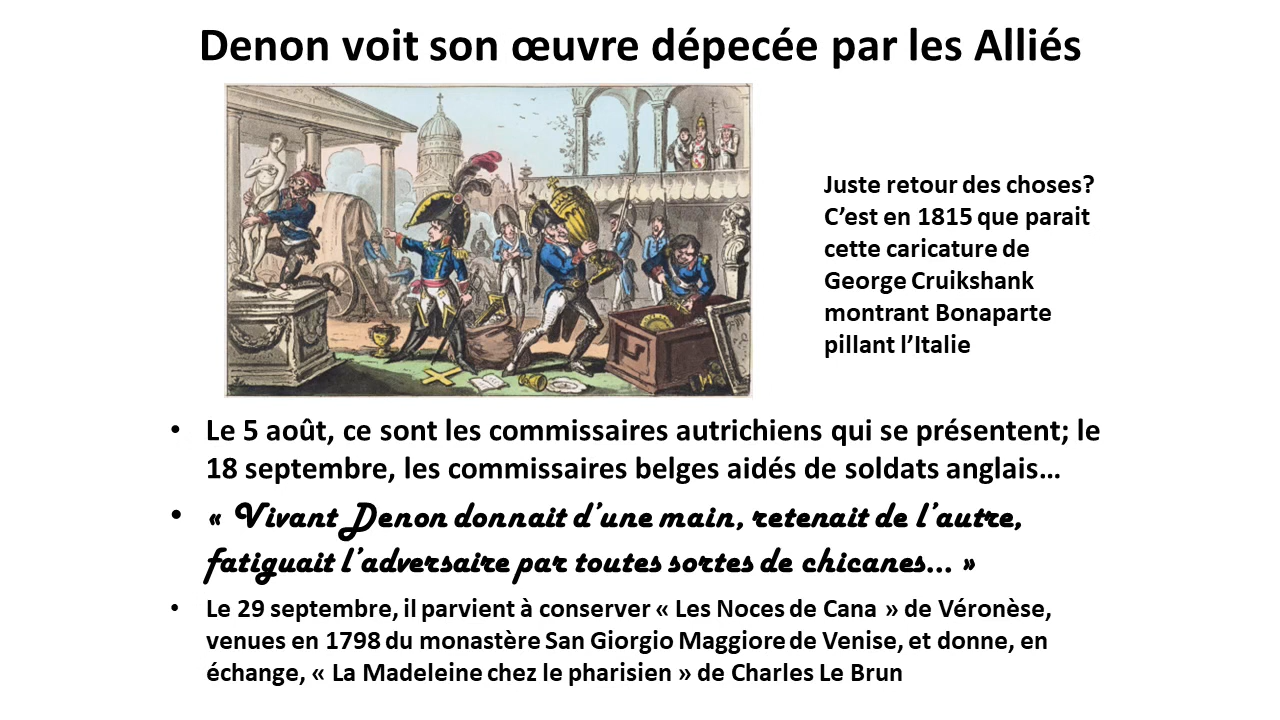 Denon voit son œuvre dépecée par les Alliés
Juste retour des choses?
C’est en 1815 que parait
cette caricature de
George Cruikshank
montrant Bonaparte
pillant l’Italie
• Le 5 août, ce sont les commissaires autrichiens qui se présentent; le
18 septembre, les commissaires belges aidés de soldats anglais…
• « Vivant Denon donnait d’une main, retenait de l’autre,
fatiguait l’adversaire par toutes sortes de chicanes… »
• Le 29 septembre, il parvient à conserver « Les Noces de Cana » de Véronèse,
venues en 1798 du monastère San Giorgio Maggiore de Venise, et donne, en
échange, « La Madeleine chez le pharisien » de Charles Le Brun